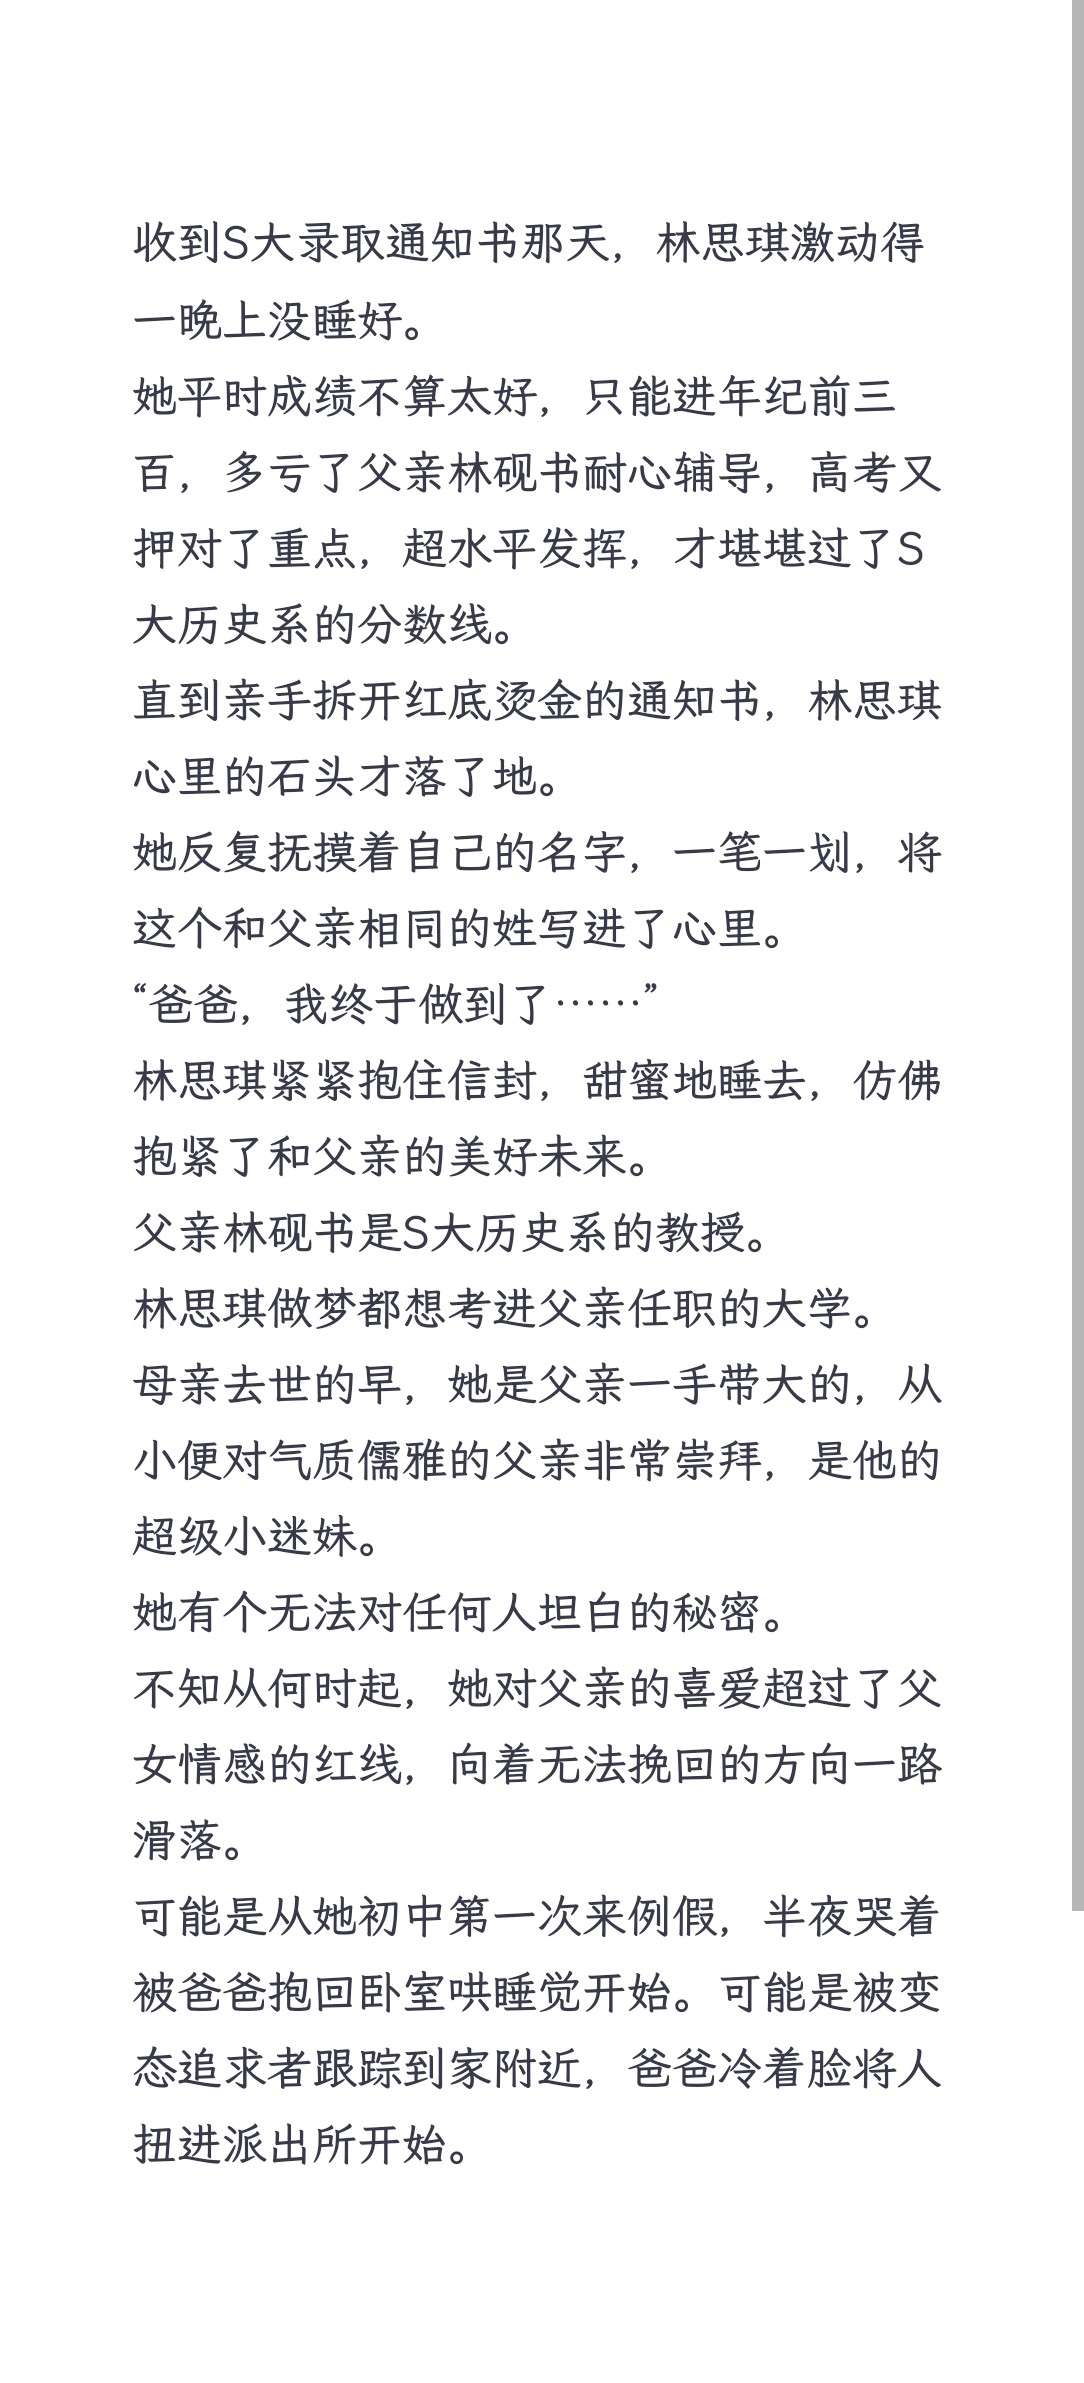 收到S大录取通知书那天，林思琪激动得
一晚上没睡好。
她平时成绩不算太好，只能进年纪前三
百，多亏了父亲林砚书耐心辅导，高考又
押对了重点，超水平发挥，才堪堪过了S
大历史系的分数线。
直到亲手拆开红底烫金的通知书，林思琪
心里的石头才落了地。
她反复抚摸着自己的名字，一笔一划，将
这个和父亲相同的姓写进了心里。
“爸爸，我终于做到了……”
林思琪紧紧抱住信封，甜蜜地睡去，仿佛
抱紧了和父亲的美好未来。
父亲林砚书是S大历史系的教授。
林思琪做梦都想考进父亲任职的大学。
母亲去世的早，她是父亲一手带大的，从
小便对气质儒雅的父亲非常崇拜，是他的
超级小迷妹。
她有个无法对任何人坦白的秘密。
不知从何时起，她对父亲的喜爱超过了父
女情感的红线，向着无法挽回的方向一路
滑落。
可能是从她初中第一次来例假，半夜哭着
被爸爸抱回卧室哄睡觉开始。可能是被变
态追求者跟踪到家附近，爸爸冷着脸将人
扭进派出所开始。